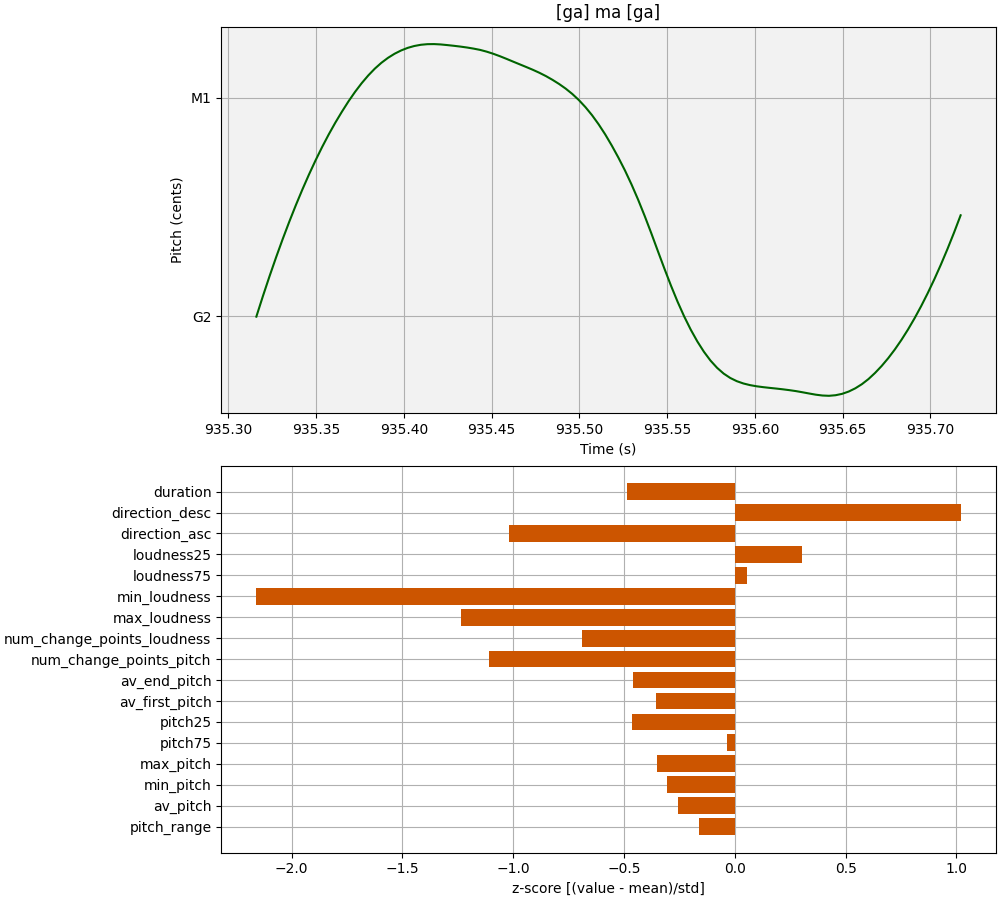 [ga] ma [ga]
M1
G2
Pitch (cents)
935.30 935.35 935.40 935.45 935.50 935.55 935.60 935.65 935.70
Time (s)
duration
direction_desc
direction_asc
loudness25
loudness75
min_loudness
max_loudness
num_change_points_loudness
num_change_points_pitch
av_end_pitch
av_first_pitch
pitch25
pitch75
max_pitch
min_pitch
av_pitch
pitch_range
−2.0 −1.5 −1.0 −0.5 0.0 0.5 1.0
z-score [(value - mean)/std]